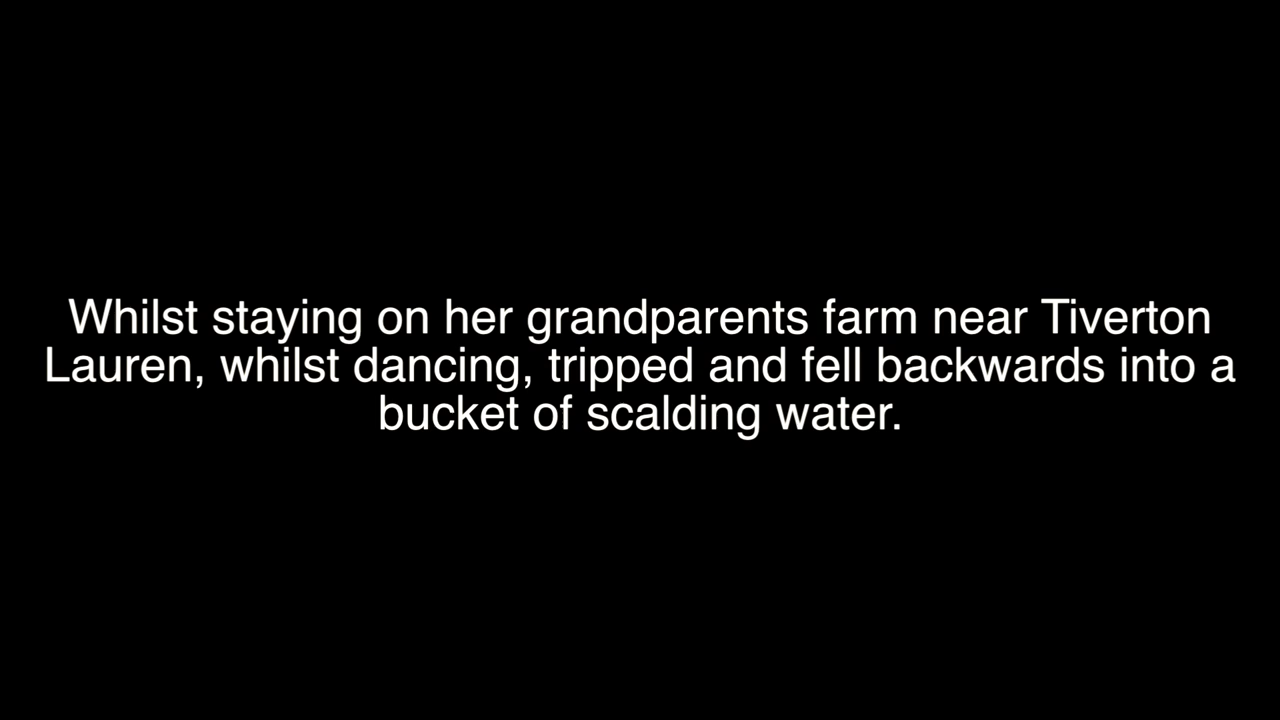 Whilst staying on her grandparents farm near Tiverton
Lauren, whilst dancing, tripped and fell backwards into a
bucket of scalding water.